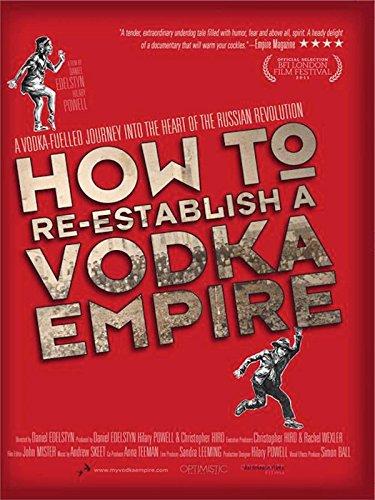 "A tender, extraordinary underdog tale filled with humor, fear and above all, spirit. A heady delight
of a documentary that will warm your cockles..." —Empire Magazine ★★★★
A FILM BY
DANIEL
EDELSTYN
HILARY
POWELL
OFFICIAL SELECTION
BFI LONDON
FILM FESTIVAL
2011
A VODKA-FUELLED JOURNEY INTO THE HEART OF THE RUSSIAN REVOLUTION
HOW TO
RE-ESTABLISH A
VODKA
EMPIRE
Directed by Daniel EDELSTYN Produced by Daniel EDELSTYN Hilary POWELL & Christopher HIRD Executive Producers Christopher HIRD & Rachel WEXLER
Film Editor John MISTER Music by Andrew SKEET Co-Producer Anna TEEMAN Line Producer Sandra LEEMING Production Designer Hilary POWELL Visual Effects Producer Simon BALL
www.myvodkaempire.com
OPTIMISTIC